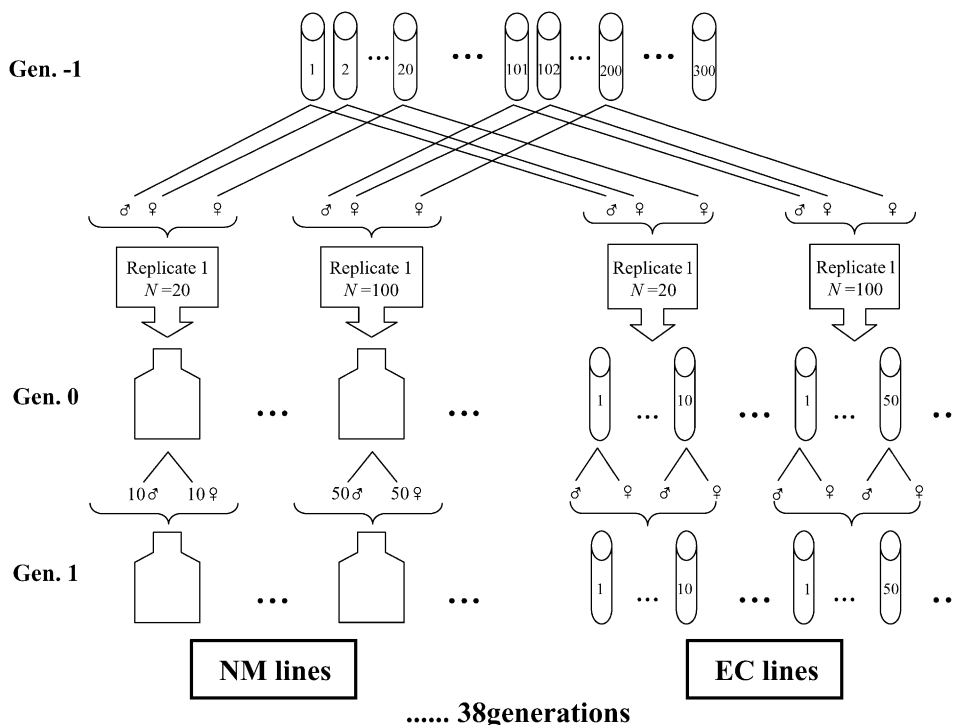 Gen. -1
1 2 ... 20 ... 101 102 ... 200 ... 300
♂ ♀ ♀ ♂ ♀ ♀ ♂ ♀ ♀ ♂ ♀ ♀
Replicate 1
N =20
Replicate 1
N =100
Replicate 1
N =20
Replicate 1
N =100
Gen. 0
... ... 1 ... 10 ... 1 ... 50 ..
10♂ 10♀ 50♂ 50♀ ♂ ♀ ♂ ♀ ♂ ♀ ♂ ♀
Gen. 1
... ... 1 ... 10 ... 1 ... 50 ..
NM lines
EC lines
...... 38generations